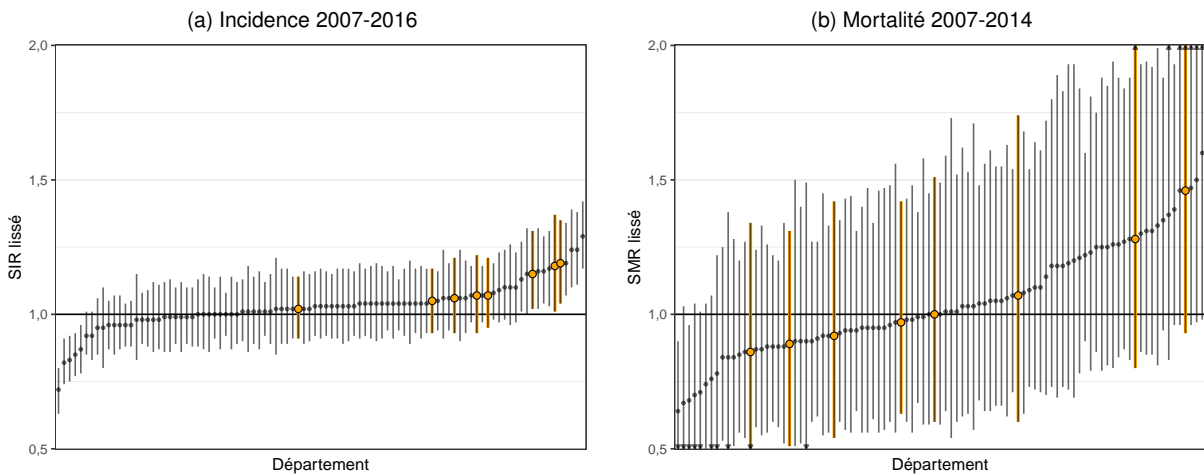 (a) Incidence 2007-2016
2,0
1,5
1,0
0,5
SIR lissé
Département
(b) Mortalité 2007-2014
2,0
1,5
1,0
0,5
SMR lissé
Département